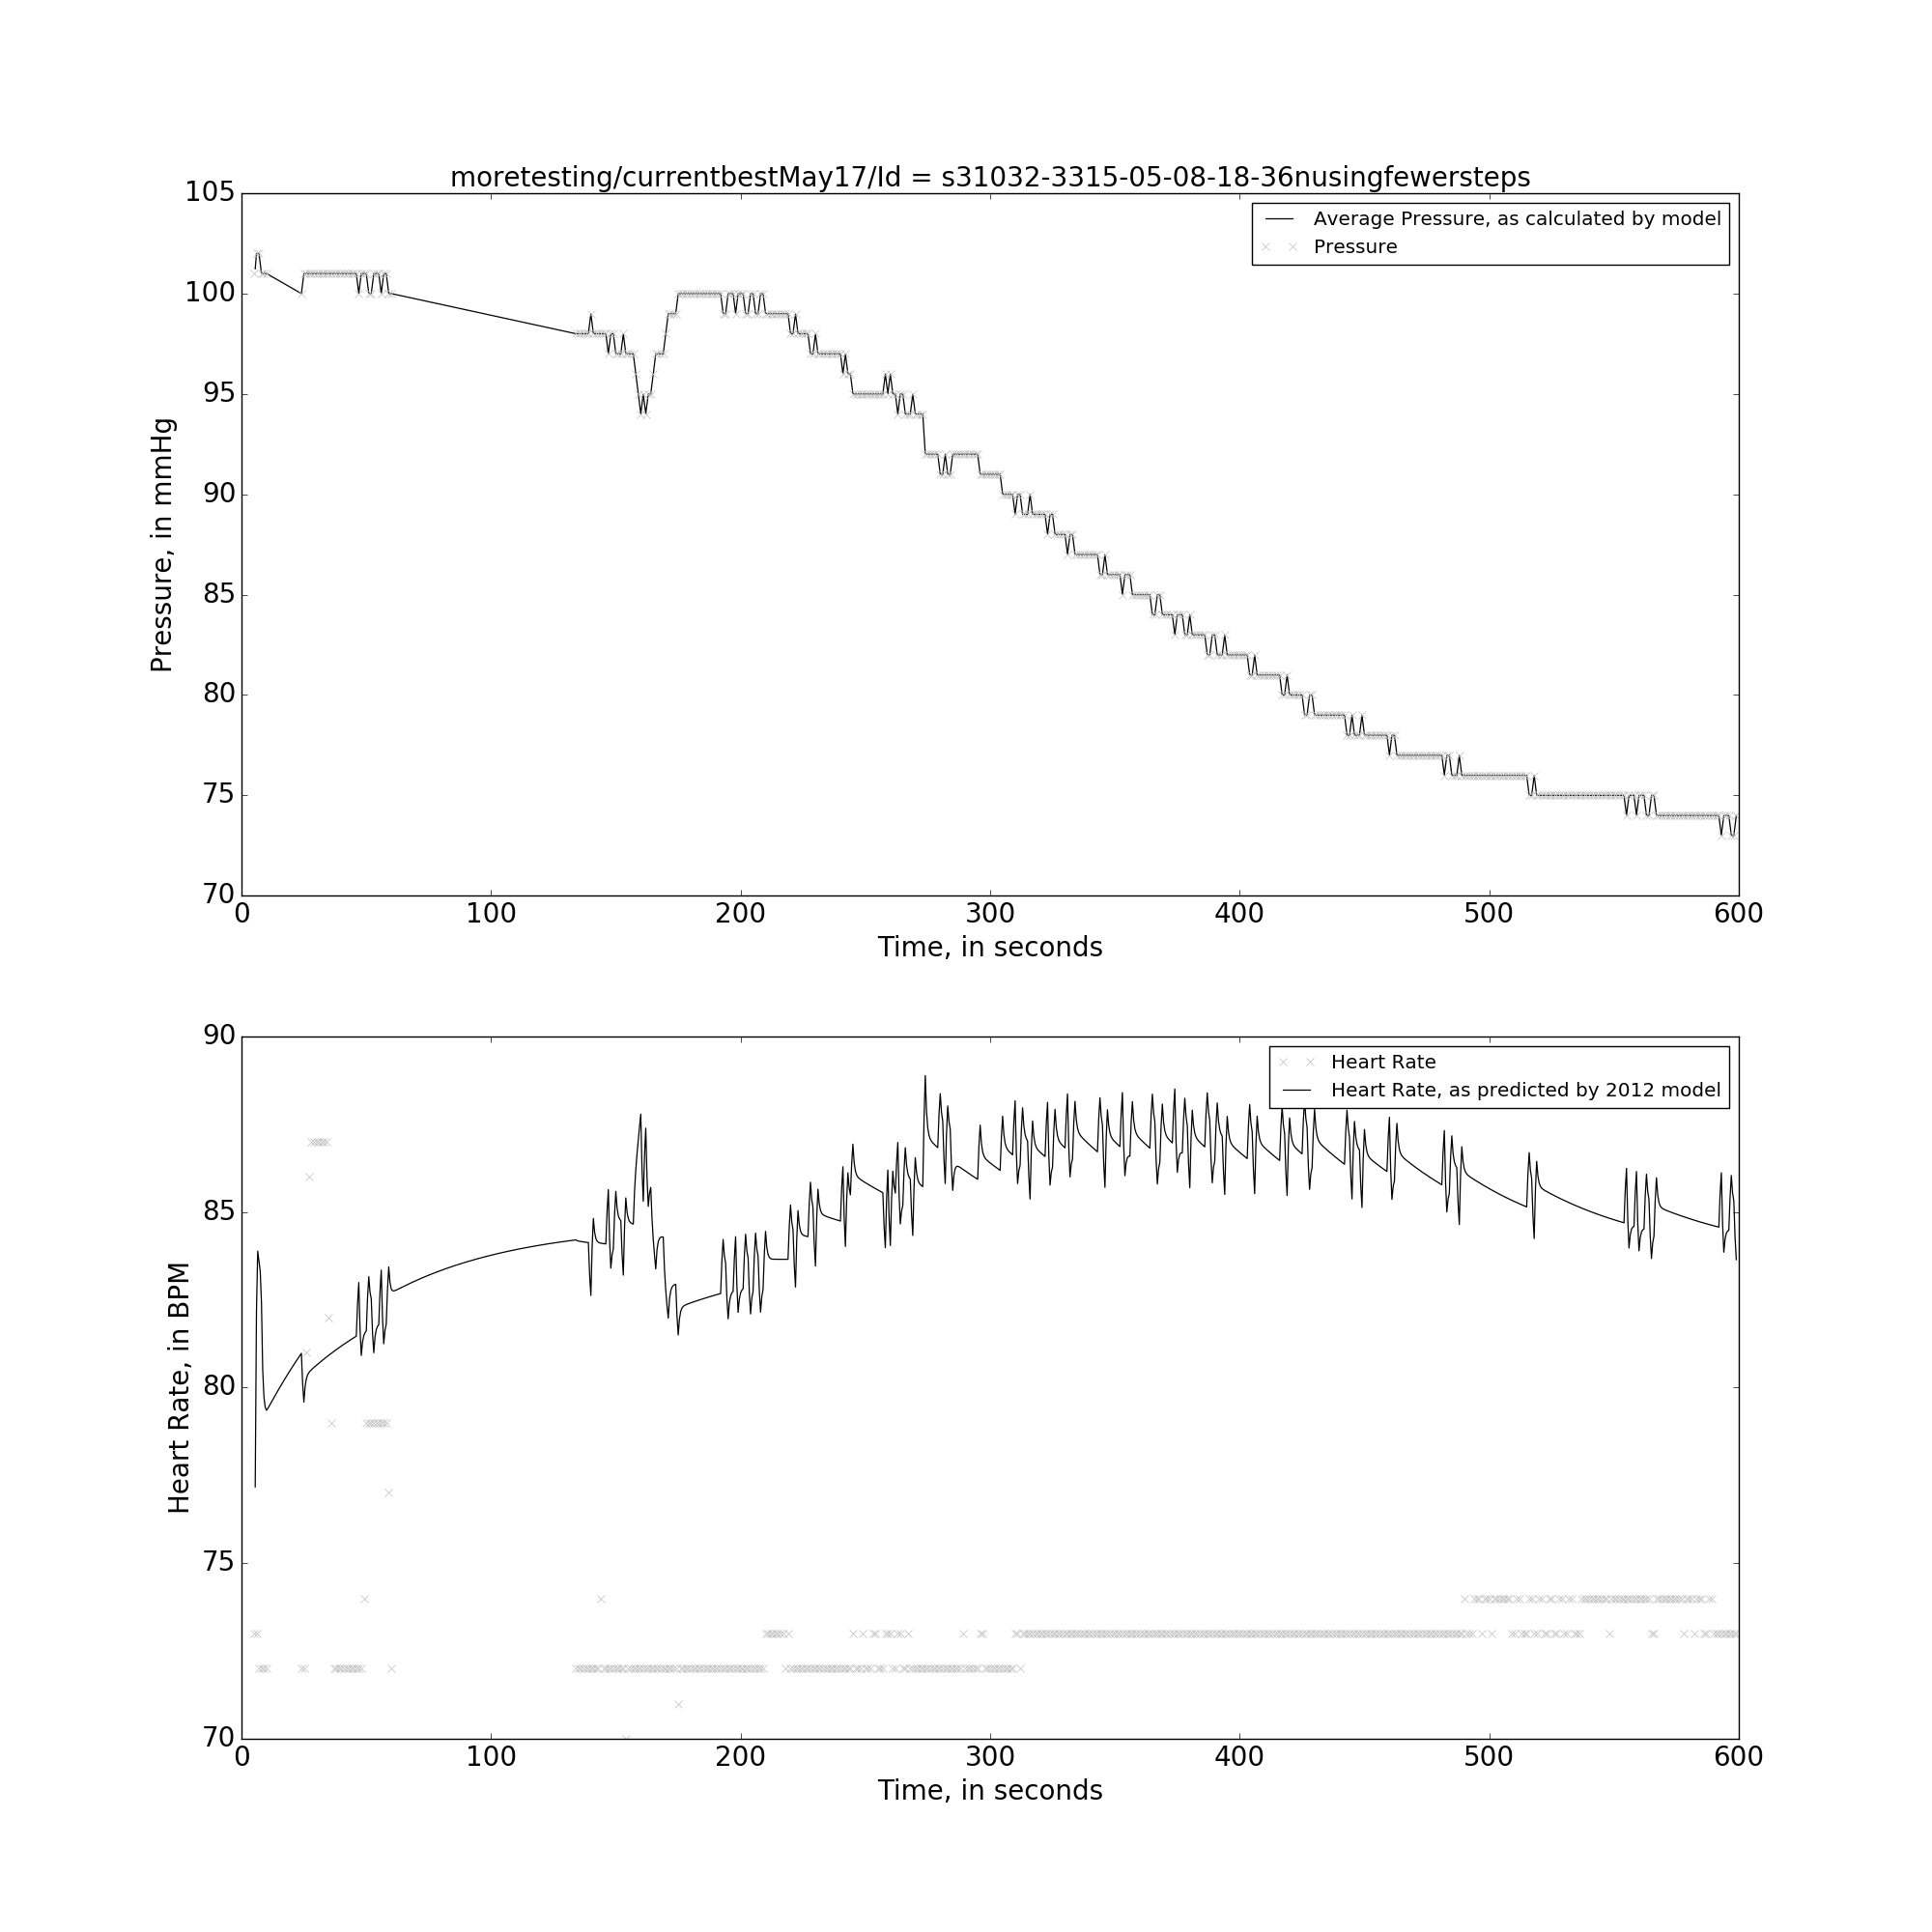 moretesting/currentbestMay17/Id = s31032-3315-05-08-18-36nusingfewersteps
105
100
95
90
85
80
75
70
Pressure, in mmHg
Average Pressure, as calculated by model
Pressure
0 100 200 300 400 500 600
Time, in seconds
90
85
80
75
70
Heart Rate, in BPM
Heart Rate
Heart Rate, as predicted by 2012 model
0 100 200 300 400 500 600
Time, in seconds